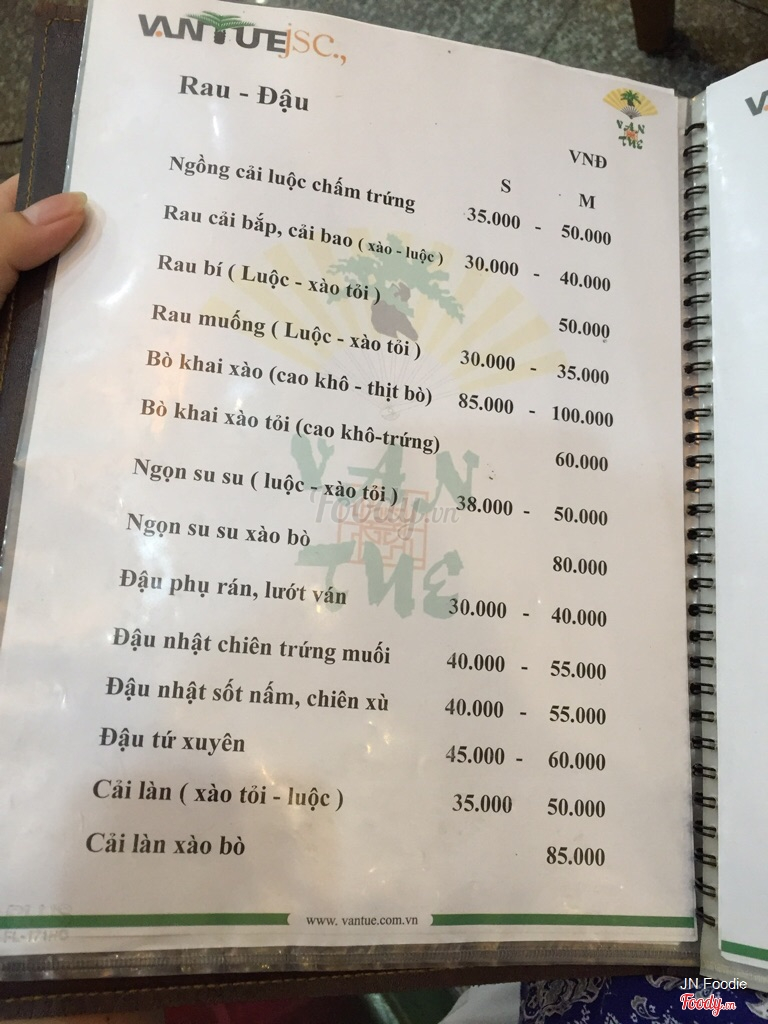 VANTUEjsc.,
Rau - Đậu
VẠN TUẾ
VNĐ
S M
Ngồng cải luộc chấm trứng 35.000 - 50.000
Rau cải bắp, cải bao ( xào - luộc ) 30.000 - 40.000
Rau bí ( Luộc - xào tỏi ) 50.000
Rau muống ( Luộc - xào tỏi ) 30.000 - 35.000
Bò khai xào (cao khô - thịt bò) 85.000 - 100.000
Bò khai xào tỏi (cao khô-trứng) 60.000
Ngọn su su ( luộc - xào tỏi ) 38.000 - 50.000
Ngọn su su xào bò 80.000
Đậu phụ rán, lướt ván 30.000 - 40.000
Đậu nhật chiên trứng muối 40.000 - 55.000
Đậu nhật sốt nấm, chiên xù 40.000 - 55.000
Đậu tứ xuyên 45.000 - 60.000
Cải làn ( xào tỏi - luộc ) 35.000 50.000
Cải làn xào bò 85.000
VẠN
Foody.vn
TUẾ
www. vantue.com.vn
JN Foodie
Foody.vn